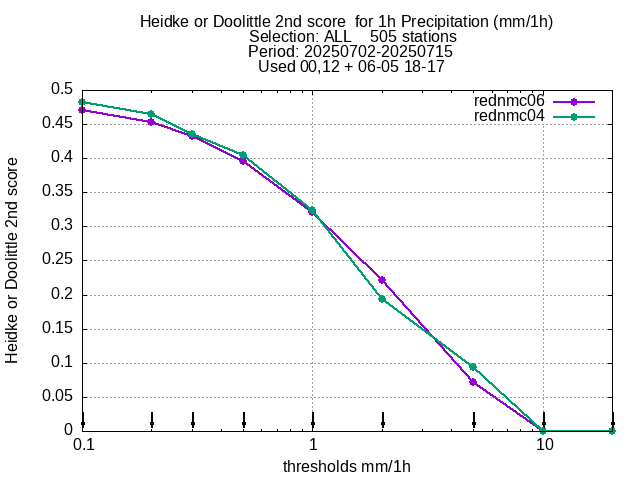 Heidke or Doolittle 2nd score  for 1h Precipitation (mm/1h)
Selection: ALL    505 stations
Period: 20250702-20250715
Used 00,12 + 06-05 18-17
rednmc06
rednmc04
0.5
0.45
0.4
0.35
0.3
0.25
0.2
0.15
0.1
0.05
0
Heidke or Doolittle 2nd score
0.1 1 10
thresholds mm/1h